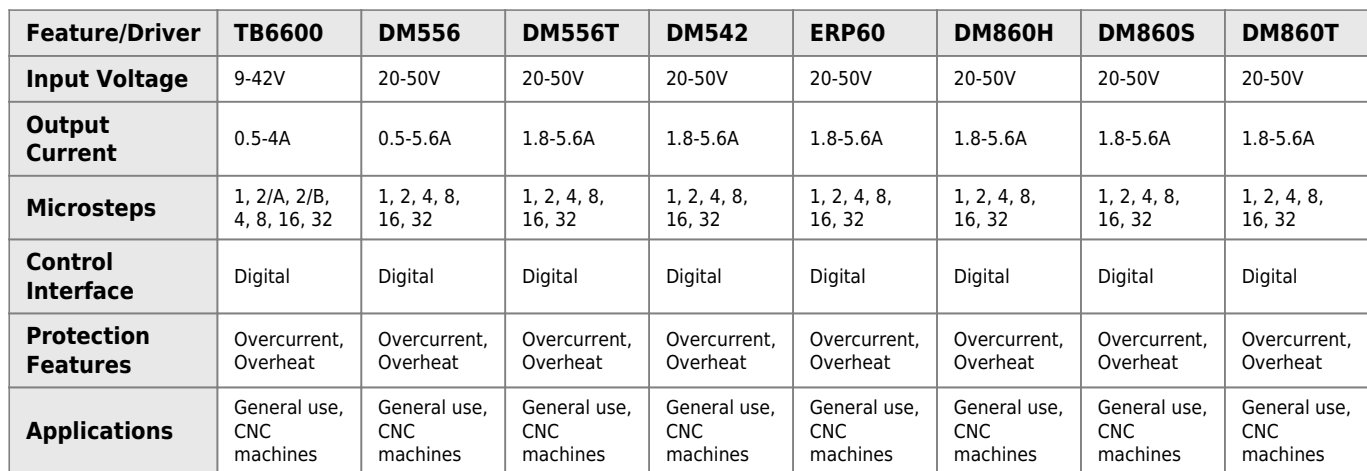 Feature/Driver TB6600 DM556 DM556T DM542 ERP60 DM860H DM860S DM860T
Input Voltage 9-42V 20-50V 20-50V 20-50V 20-50V 20-50V 20-50V 20-50V
Output
Current 0.5-4A 0.5-5.6A 1.8-5.6A 1.8-5.6A 1.8-5.6A 1.8-5.6A 1.8-5.6A 1.8-5.6A
Microsteps 1, 2/A, 2/B, 1, 2, 4, 8, 1, 2, 4, 8, 1, 2, 4, 8, 1, 2, 4, 8, 1, 2, 4, 8, 1, 2, 4, 8, 1, 2, 4, 8,
4, 8, 16, 32 16, 32 16, 32 16, 32 16, 32 16, 32 16, 32 16, 32
Control
Interface Digital Digital Digital Digital Digital Digital Digital Digital
Protection Overcurrent, Overcurrent, Overcurrent, Overcurrent, Overcurrent, Overcurrent, Overcurrent, Overcurrent,
Features Overheat Overheat Overheat Overheat Overheat Overheat Overheat Overheat
General use, General use, General use, General use, General use, General use, General use, General use,
Applications CNC CNC CNC CNC CNC CNC CNC CNC
machines machines machines machines machines machines machines machines